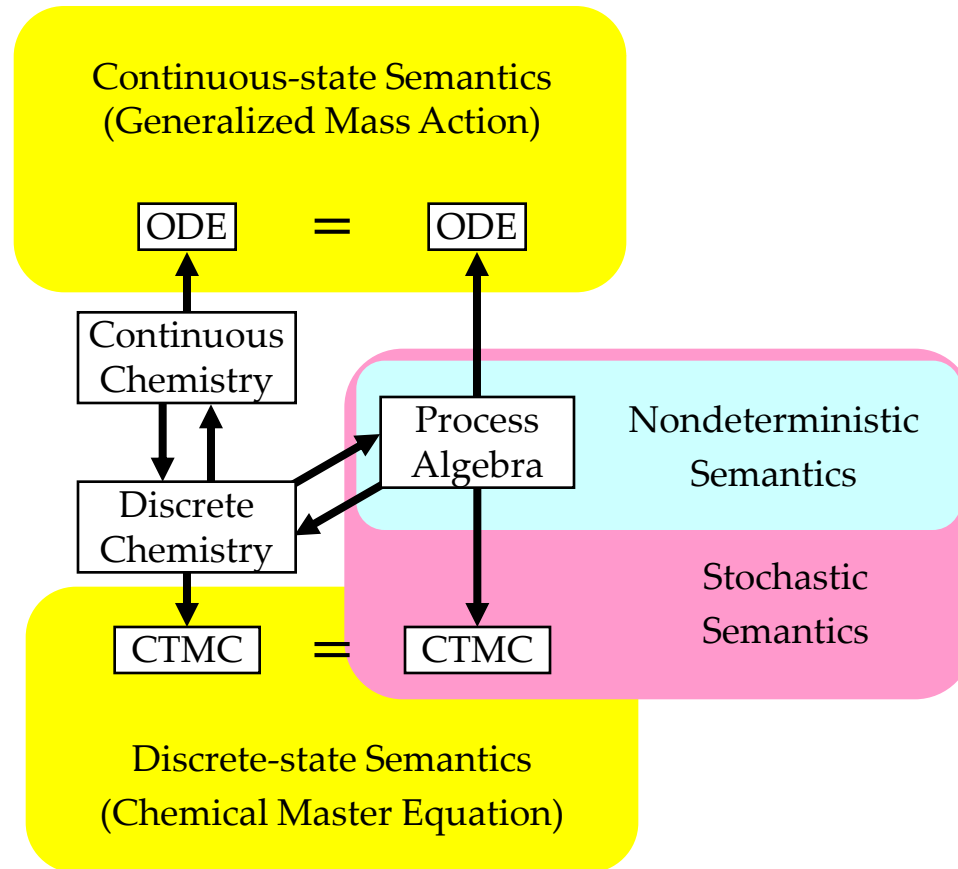 Continuous-state Semantics
(Generalized Mass Action)
ODE = ODE
Continuous
Chemistry
Process
Algebra
Nondeterministic
Semantics
Discrete
Chemistry
Stochastic
Semantics
CTMC = CTMC
Discrete-state Semantics
(Chemical Master Equation)